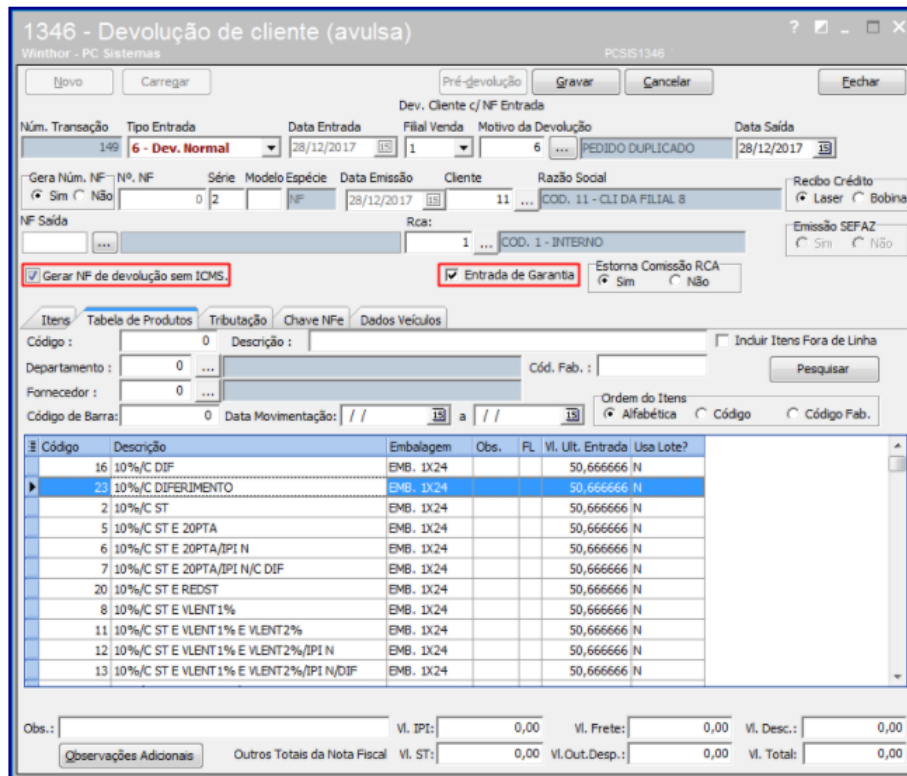 1346 - Devolução de cliente (avulsa)
Winthor - PC Sistemas PCSIS1346
Novo Carregar Pré-devolução Gravar Cancelar Fechar
Dev. Cliente c/ NF Entrada
Núm. Transação Tipo Entrada Data Entrada Filial Venda Motivo da Devolução Data Saída
149 6 - Dev. Normal 28/12/2017 15 1 6 ... PEDIDO DUPLICADO 28/12/2017 15
Gera Núm. NF Nº. NF Série Modelo Espécie Data Emissão Cliente Razão Social Recibo Crédito
Sim Não 0 2 NF 28/12/2017 15 11 ... COD. 11 - CLI DA FILIAL 8 Laser Bobina
NF Saída Rca: Emissão SEFAZ
... 1 ... COD. 1 - INTERNO Sim Não
Gerar NF de devolução sem ICMS. Entrada de Garantia Estorna Comissão RCA
Sim Não
Itens Tabela de Produtos Tributação Chave NFe Dados Veículos
Código : 0 Descrição : Incluir Itens Fora de Linha
Departamento : 0 ... Cód. Fab. : Pesquisar
Fornecedor : 0 ... Ordem do Itens
Código de Barra: 0 Data Movimentação: / / 15 a / / 15 Alfabética Código Código Fab.
Código Descrição Embalagem Obs. FL Vl. Ult. Entrada Usa Lote?
16 10%/C DIF EMB. 1X24 50,666666 N
23 10%/C DIFERIMENTO EMB. 1X24 50,666666 N
2 10%/C ST EMB. 1X24 50,666666 N
5 10%/C ST E 20PTA EMB. 1X24 50,666666 N
6 10%/C ST E 20PTA/IPI N EMB. 1X24 50,666666 N
7 10%/C ST E 20PTA/IPI N/C DIF EMB. 1X24 50,666666 N
20 10%/C ST E REDST EMB. 1X24 50,666666 N
8 10%/C ST E VLENT1% EMB. 1X24 50,666666 N
11 10%/C ST E VLENT1% E VLENT2% EMB. 1X24 50,666666 N
12 10%/C ST E VLENT1% E VLENT2%/IPI N EMB. 1X24 50,666666 N
13 10%/C ST E VLENT1% E VLENT2%/IPI N/DIF EMB. 1X24 50,666666 N
Obs.: Vl. IPI: 0,00 Vl. Frete: 0,00 Vl. Desc.: 0,00
Observações Adicionais Outros Totais da Nota Fiscal Vl. ST: 0,00 Vl.Out.Desp.: 0,00 Vl. Total: 0,00